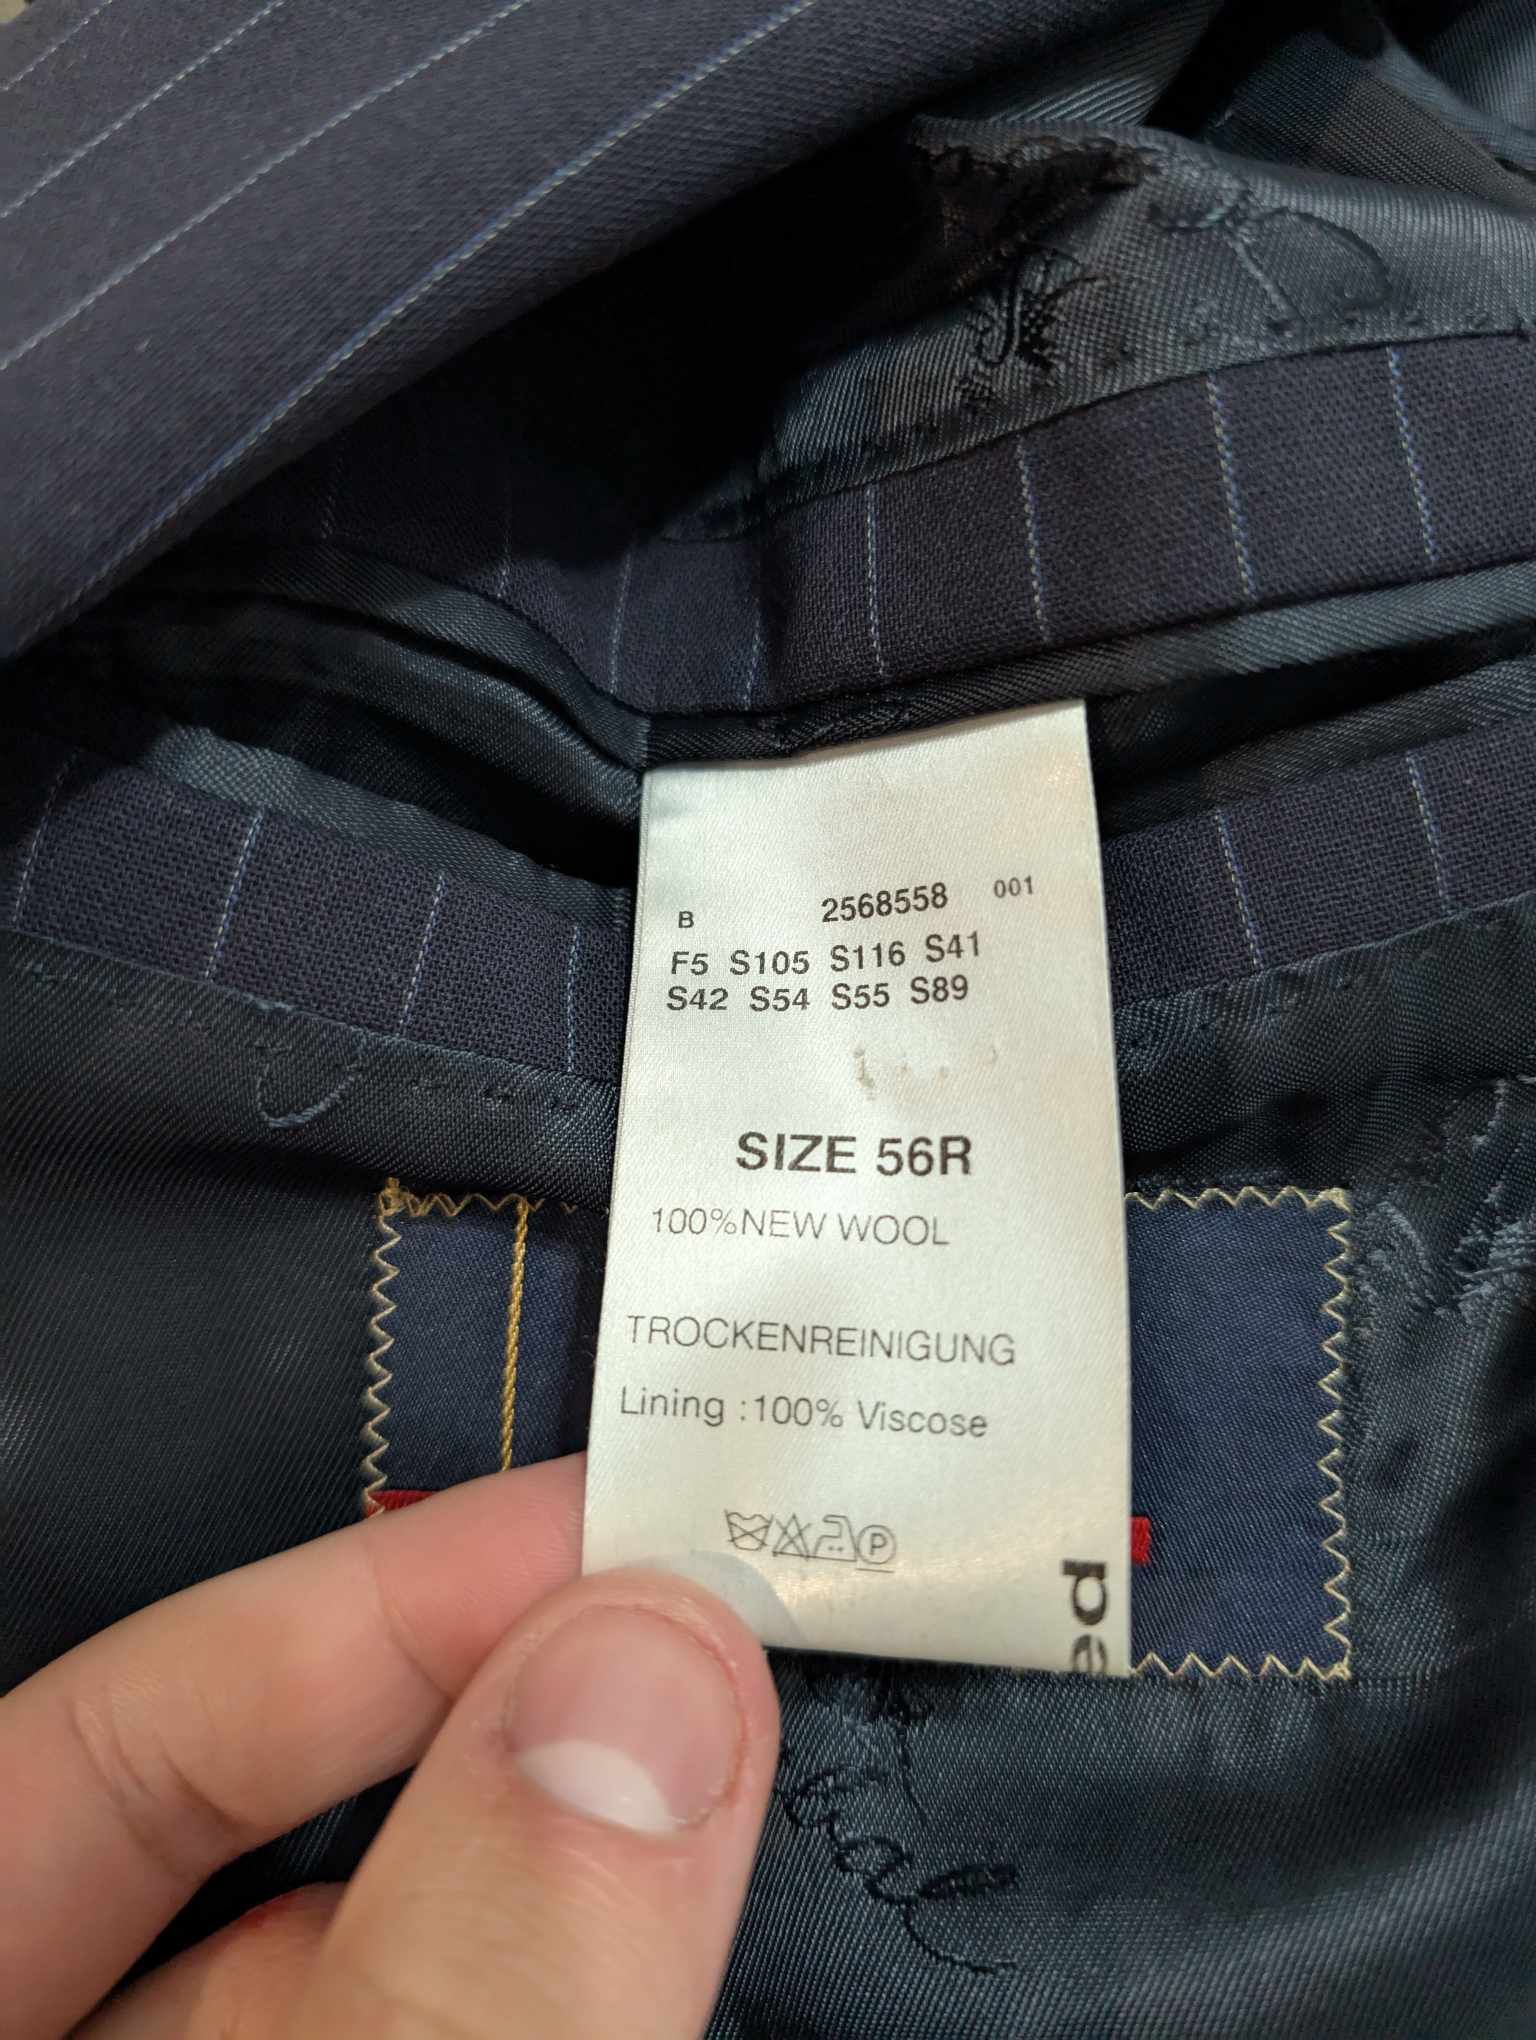 B 2568558 001
F5 S105 S116 S41
S42 S54 S55 S89
SIZE 56R
100%NEW WOOL
TROCKENREINIGUNG
Lining :100% Viscose
P
ed